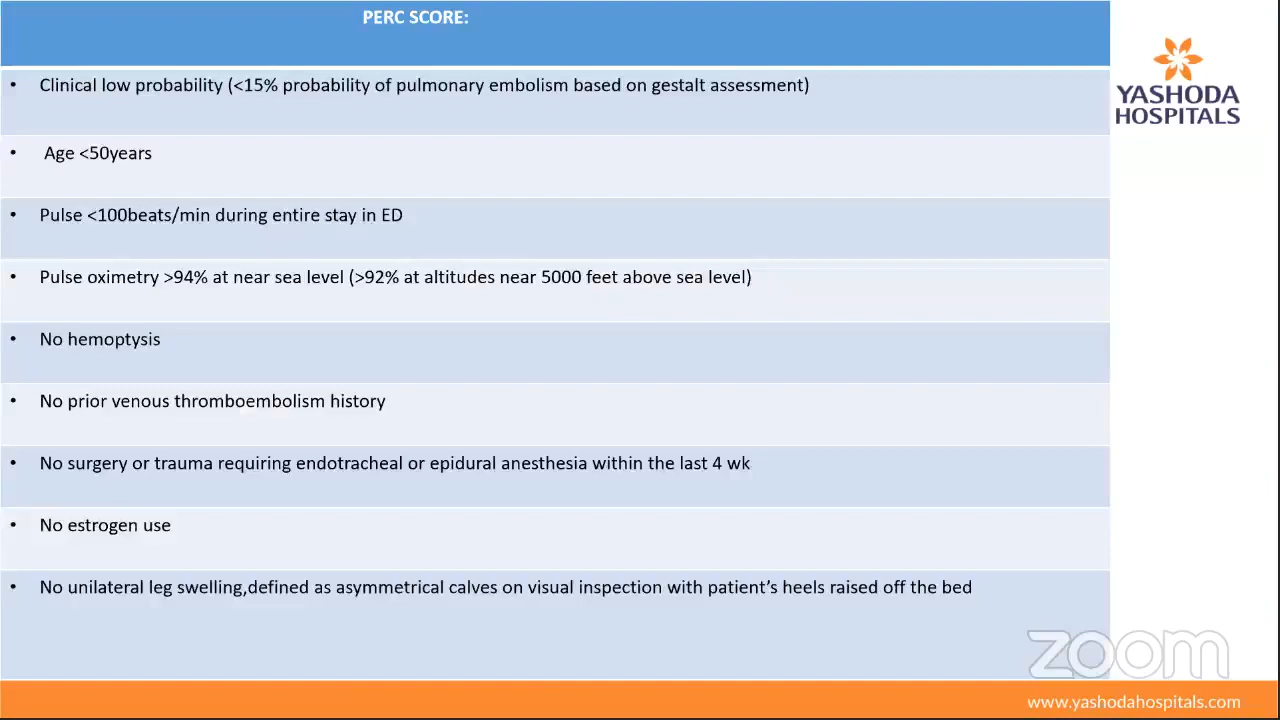 PERC SCORE:
• Clinical low probability (<15% probability of pulmonary embolism based on gestalt assessment)
• Age <50years
• Pulse <100beats/min during entire stay in ED
• Pulse oximetry >94% at near sea level (>92% at altitudes near 5000 feet above sea level)
• No hemoptysis
• No prior venous thromboembolism history
• No surgery or trauma requiring endotracheal or epidural anesthesia within the last 4 wk
• No estrogen use
• No unilateral leg swelling,defined as asymmetrical calves on visual inspection with patient’s heels raised off the bed
YASHODA
HOSPITALS
zoom
www.yashodahospitals.com